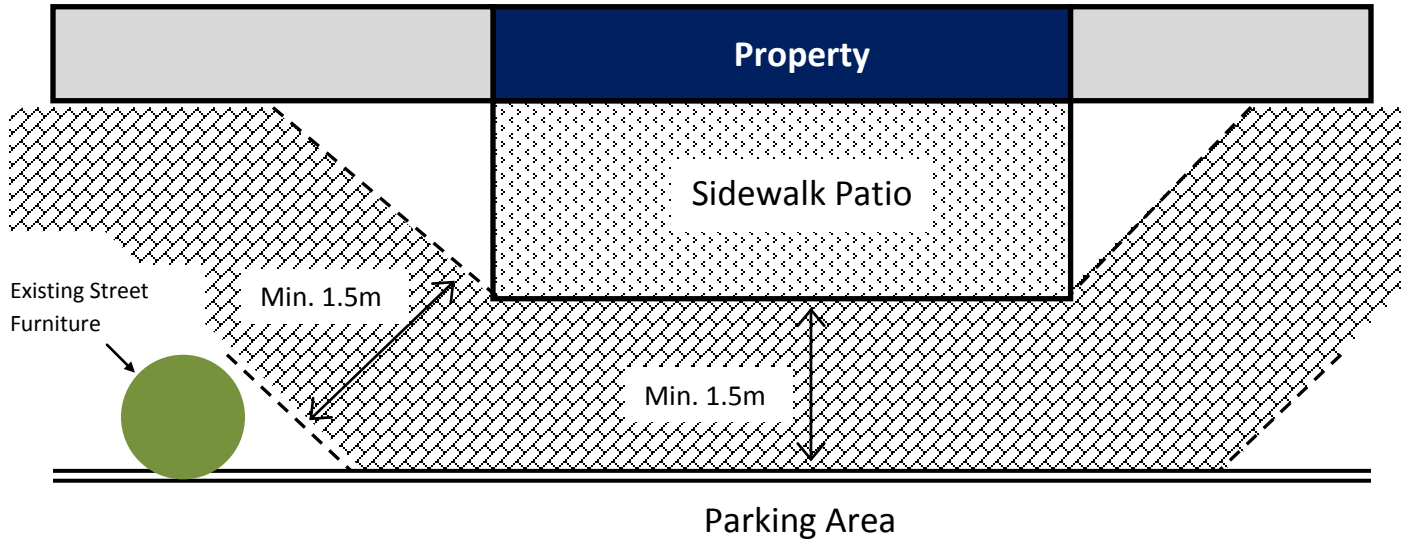 Property
Sidewalk Patio
Existing Street
Furniture
Min. 1.5m
Min. 1.5m
Parking Area